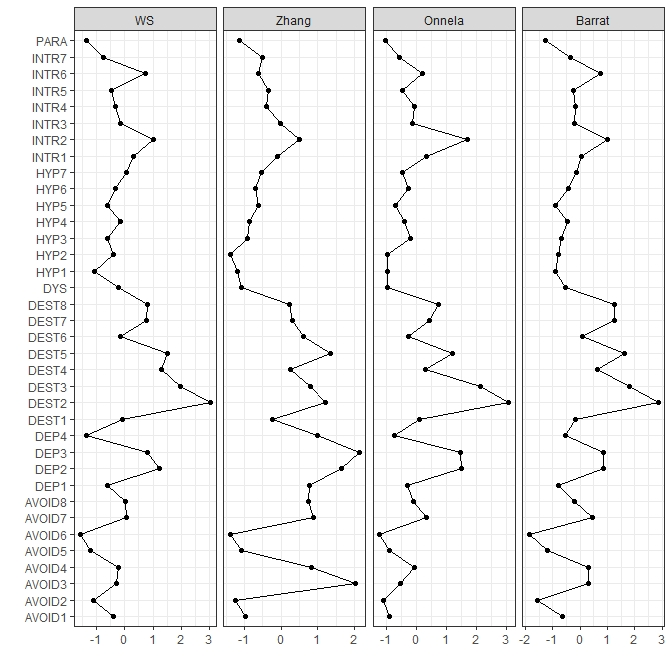 WS Zhang Onnela Barrat
PARA
INTR7
INTR6
INTR5
INTR4
INTR3
INTR2
INTR1
HYP7
HYP6
HYP5
HYP4
HYP3
HYP2
HYP1
DYS
DEST8
DEST7
DEST6
DEST5
DEST4
DEST3
DEST2
DEST1
DEP4
DEP3
DEP2
DEP1
AVOID8
AVOID7
AVOID6
AVOID5
AVOID4
AVOID3
AVOID2
AVOID1
-1 0 1 2 3 -1 0 1 2 -1 0 1 2 3 -2 -1 0 1 2 3